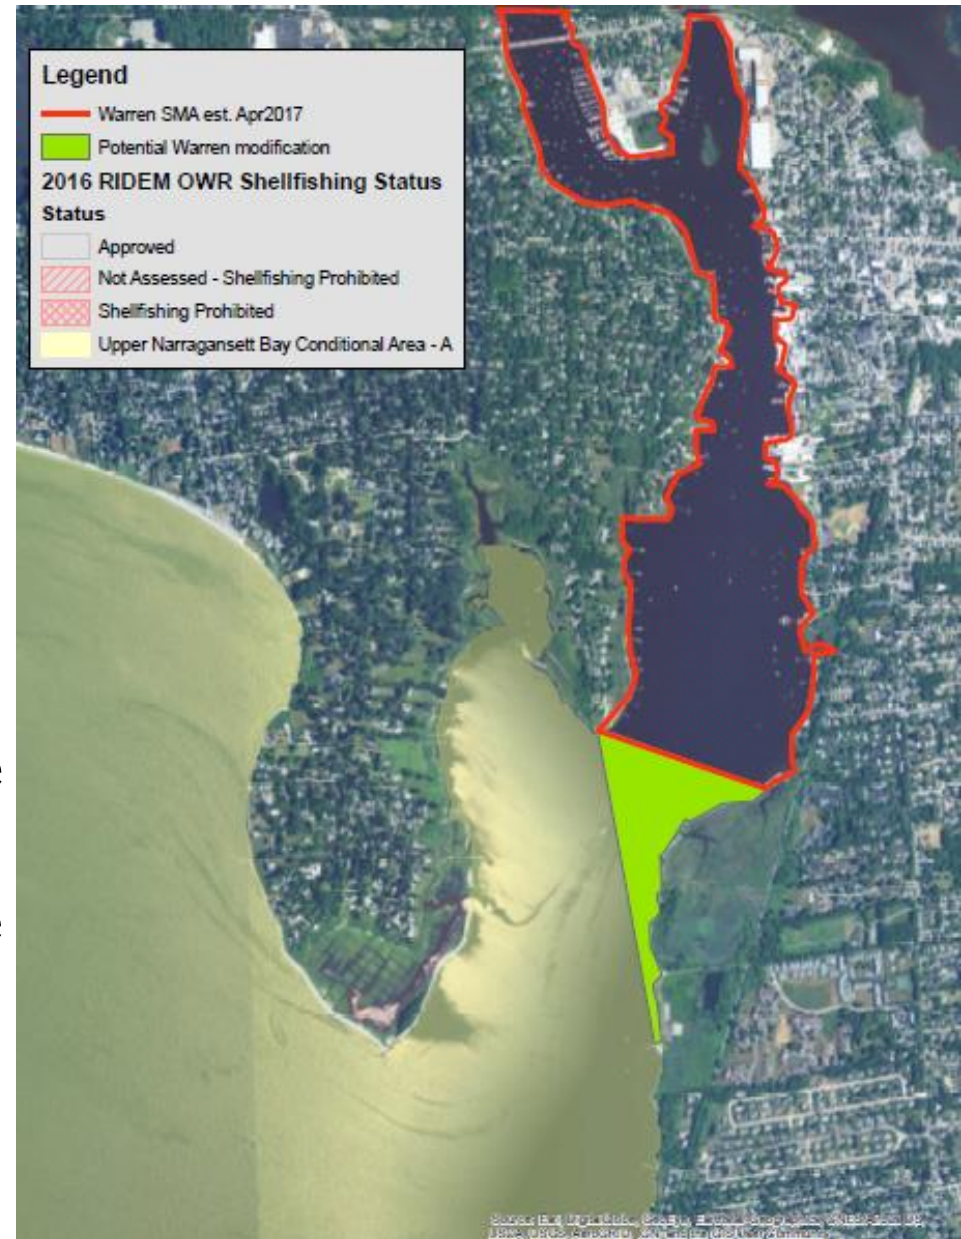 Legend
Warren SMA est. Apr2017
Potential Warren modification
2016 RIDEM OWR Shellfishing Status
Status
Approved
Not Assessed - Shellfishing Prohibited
Shellfishing Prohibited
Upper Narragansett Bay Conditional Area - A
e
e